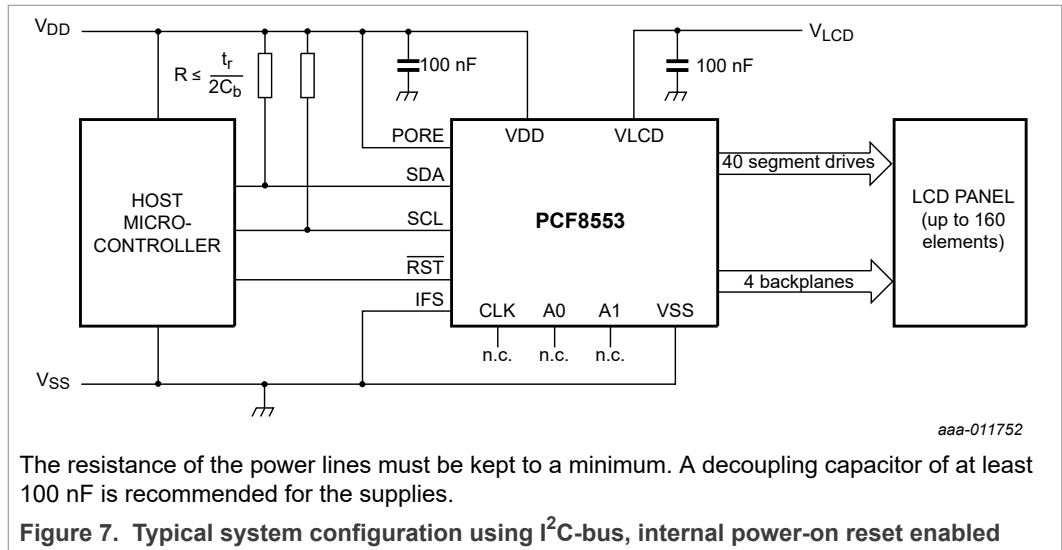 VDD
VLCD
R ≤ tr/2Cb
100 nF
100 nF
PORE
VDD
VLCD
SDA
40 segment drives
HOST
MICRO-
CONTROLLER
SCL
PCF8553
LCD PANEL
(up to 160
elements)
RST
4 backplanes
IFS
CLK
A0
A1
VSS
n.c.
n.c.
n.c.
VSS
aaa-011752
The resistance of the power lines must be kept to a minimum. A decoupling capacitor of at least
100 nF is recommended for the supplies.
Figure 7. Typical system configuration using I²C-bus, internal power-on reset enabled